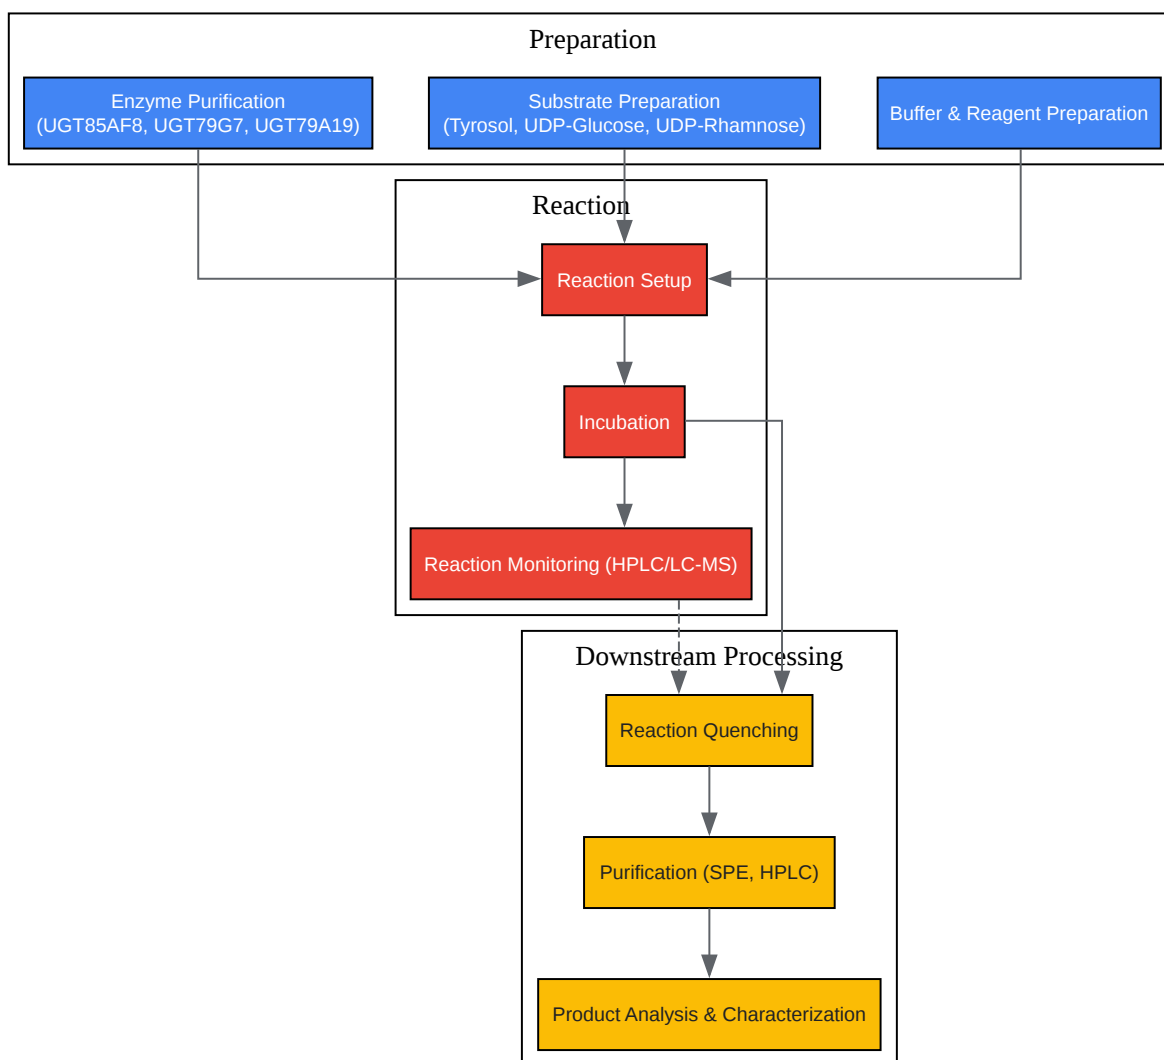 Preparation
Enzyme Purification
(UGT85AF8, UGT79G7, UGT79A19)
Substrate Preparation
(Tyrosol, UDP-Glucose, UDP-Rhamnose)
Buffer & Reagent Preparation
Reaction
Reaction Setup
Incubation
Reaction Monitoring (HPLC/LC-MS)
Downstream Processing
Reaction Quenching
Purification (SPE, HPLC)
Product Analysis & Characterization